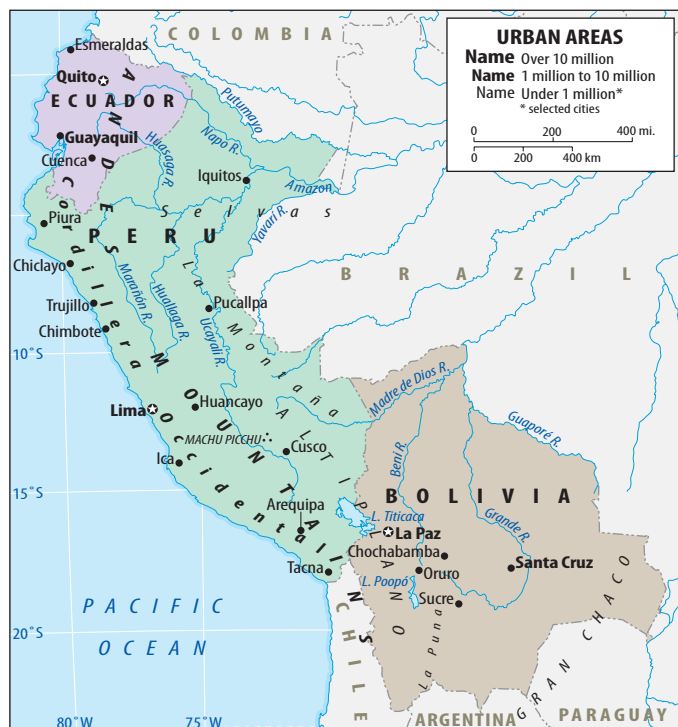 COLOMBIA
URBAN AREAS
Name Over 10 million
Name 1 million to 10 million
Name Under 1 million*
* selected cities
0 200 400 mi.
0 200 400 km
Esmeraldas
Quito
ECUADOR
Guayaquil
Cuenca
ANDES MOUNTAINS
Cordillera Occidental
Putumayo
Napo R.
Huasaga R.
Iquitos
Amazon
Selvas
Yavari R.
Piura
PERU
Chiclayo
Marañón R.
Huallaga R.
Ucayali R.
La Montaña
BRAZIL
Trujillo
Pucallpa
Chimbote
10°S
Madre de Dios R.
Lima
Huancayo
ALTIPLANO
Guaporé R.
MACHU PICCHU
Cusco
Ica
Beni R.
15°S
Arequipa
BOLIVIA
L. Titicaca
La Paz
Grande R.
Chochabamba
Santa Cruz
Tacna
L. Poopó
Oruro
Sucre
PACIFIC
OCEAN
CHILE
La Puna
GRAN CHACO
20°S
80°W
75°W
ARGENTINA
PARAGUAY